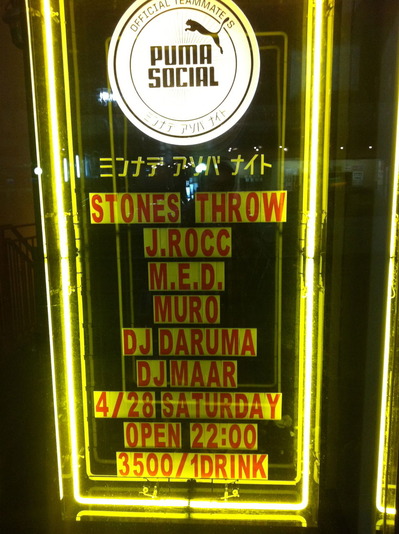 OFFICIAL TEAMMATES
PUMA
SOCIAL
ミンナデ アソバ ナイト
ミンナデ アソバ ナイト
STONES THROW
J.ROCC
M.E.D.
MURO
DJ DARUMA
DJ MAAR
4/28 SATURDAY
OPEN 22:00
3500/1DRINK